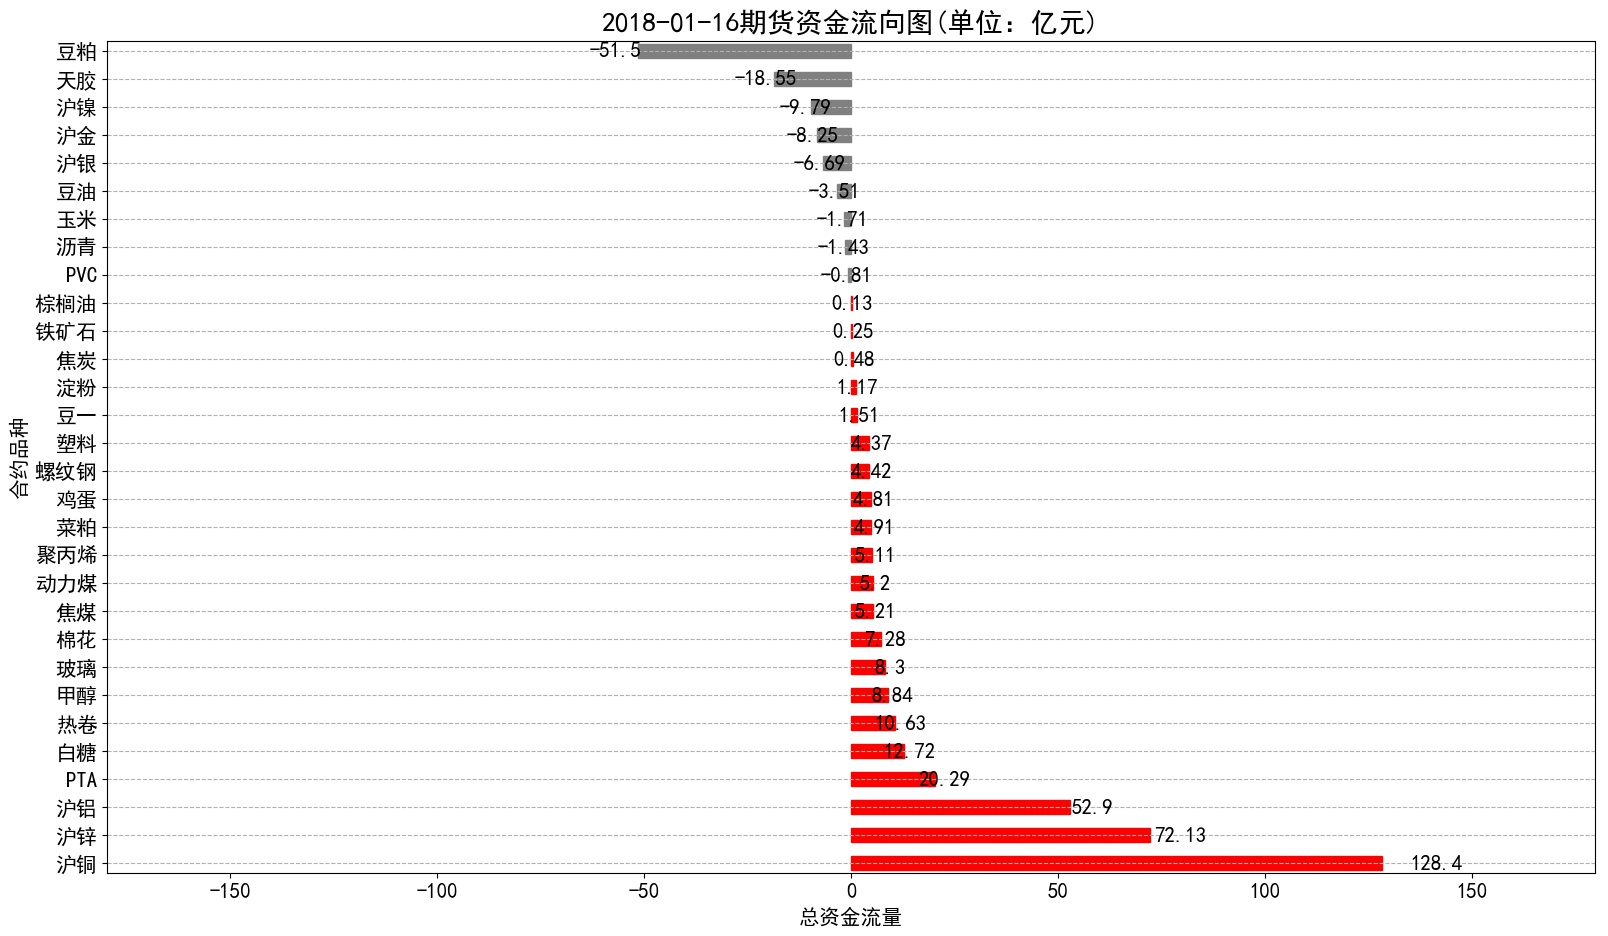 2018-01-16期货资金流向图(单位：亿元)
豆粕 -51.5
天胶 -18.55
沪镍 -9.79
沪金 -8.25
沪银 -6.69
豆油 -3.51
玉米 -1.71
沥青 -1.43
PVC -0.81
棕榈油 0.13
铁矿石 0.25
焦炭 0.48
淀粉 1.17
豆一 1.51
塑料 4.37
螺纹钢 4.42
鸡蛋 4.81
菜粕 4.91
聚丙烯 5.11
动力煤 5.2
焦煤 5.21
棉花 7.28
玻璃 8.3
甲醇 8.84
热卷 10.63
白糖 12.72
PTA 20.29
沪铝 52.9
沪锌 72.13
沪铜 128.4
合约品种
-150 -100 -50 0 50 100 150
总资金流量